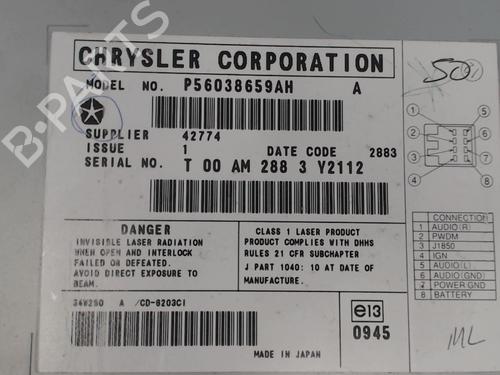 CHRYSLER CORPORATION
MODEL NO. P56038659AH A
SUPPLIER 42774
ISSUE 1 DATE CODE 2883
SERIAL NO. T 00 AM 288 3 Y2112
DANGER
INVISIBLE LASER RADIATION
WHEN OPEN AND INTERLOCK
FAILED OR DEFEATED.
AVOID DIRECT EXPOSURE TO
BEAM.
CLASS 1 LASER PRODUCT
PRODUCT COMPLIES WITH DHHS
RULES 21 CFR SUBCHAPTER
J PART 1040: 10 AT DATE OF
MANUFACTURE.
34W250 A /CD-6203CI
e13
0945
MADE IN JAPAN
50
1
2
3
4
5
6
7
8
CONNECTION
1 AUDIO(R)
2 PWDM
3 J1850
4 IGN
5 AUDIO(L)
6 AUDIO(GND)
7 POWER GND
8 BATTERY
ML
B-PARTS